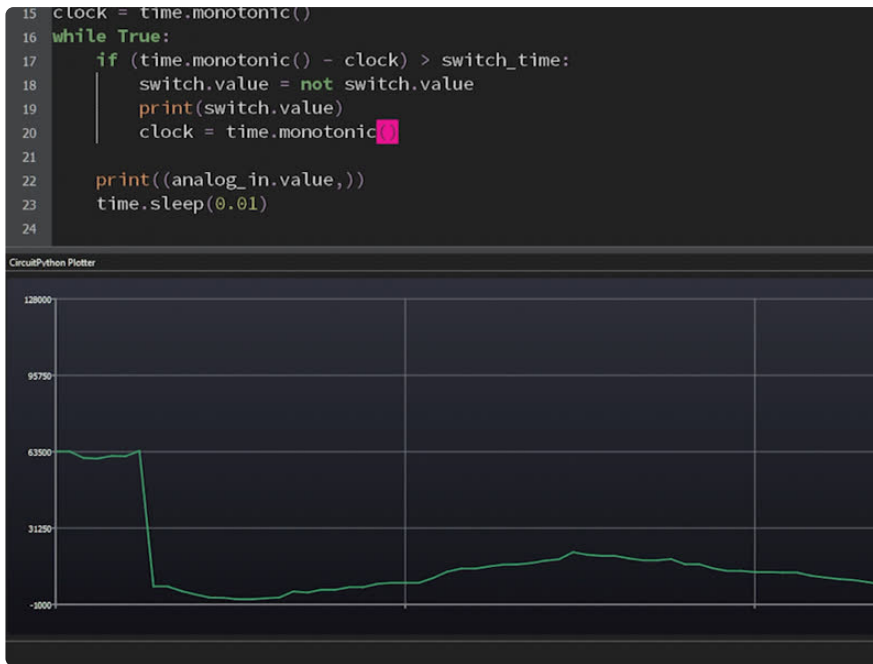 15 clock = time.monotonic()
16 while True:
17     if (time.monotonic() - clock) > switch_time:
18         switch.value = not switch.value
19         print(switch.value)
20         clock = time.monotonic()
21
22     print((analog_in.value,))
23     time.sleep(0.01)
24
CircuitPython Plotter
128000
95750
63500
31250
-1000